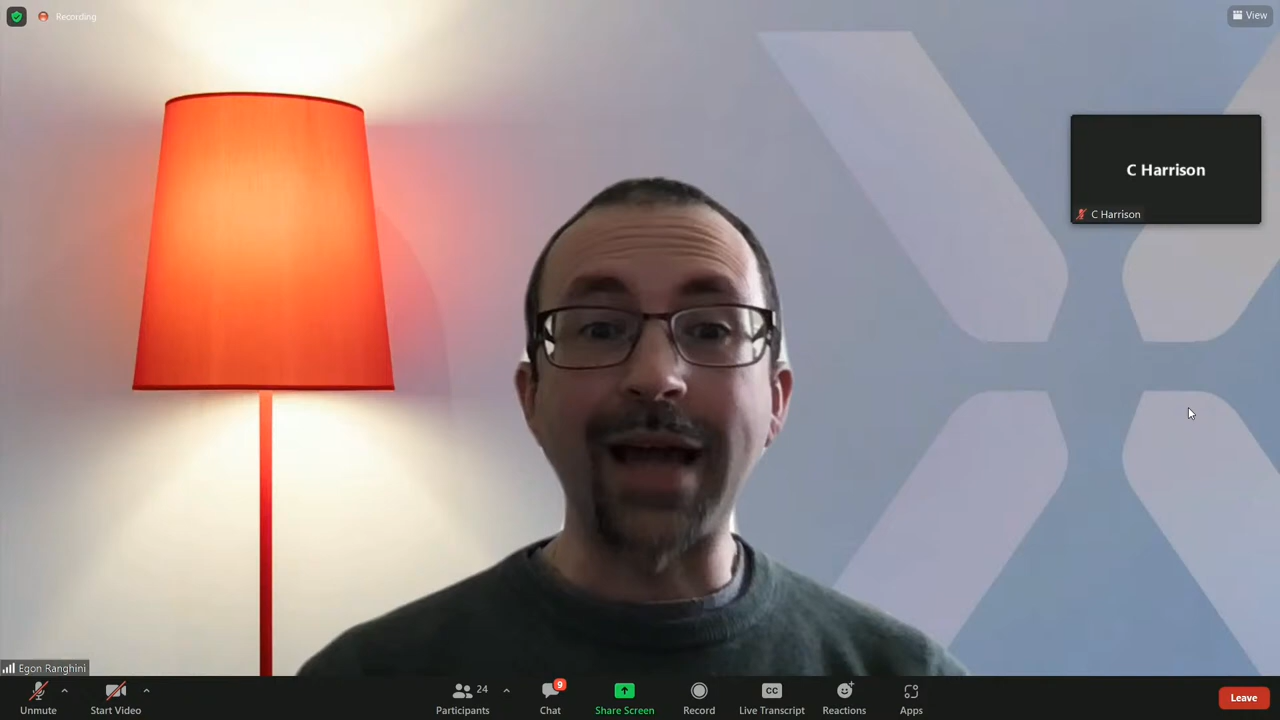 Recording
View
C Harrison
C Harrison
Egon Ranghini
Unmute
Start Video
24
Participants
9
Chat
Share Screen
Record
CC
Live Transcript
Reactions
Apps
Leave